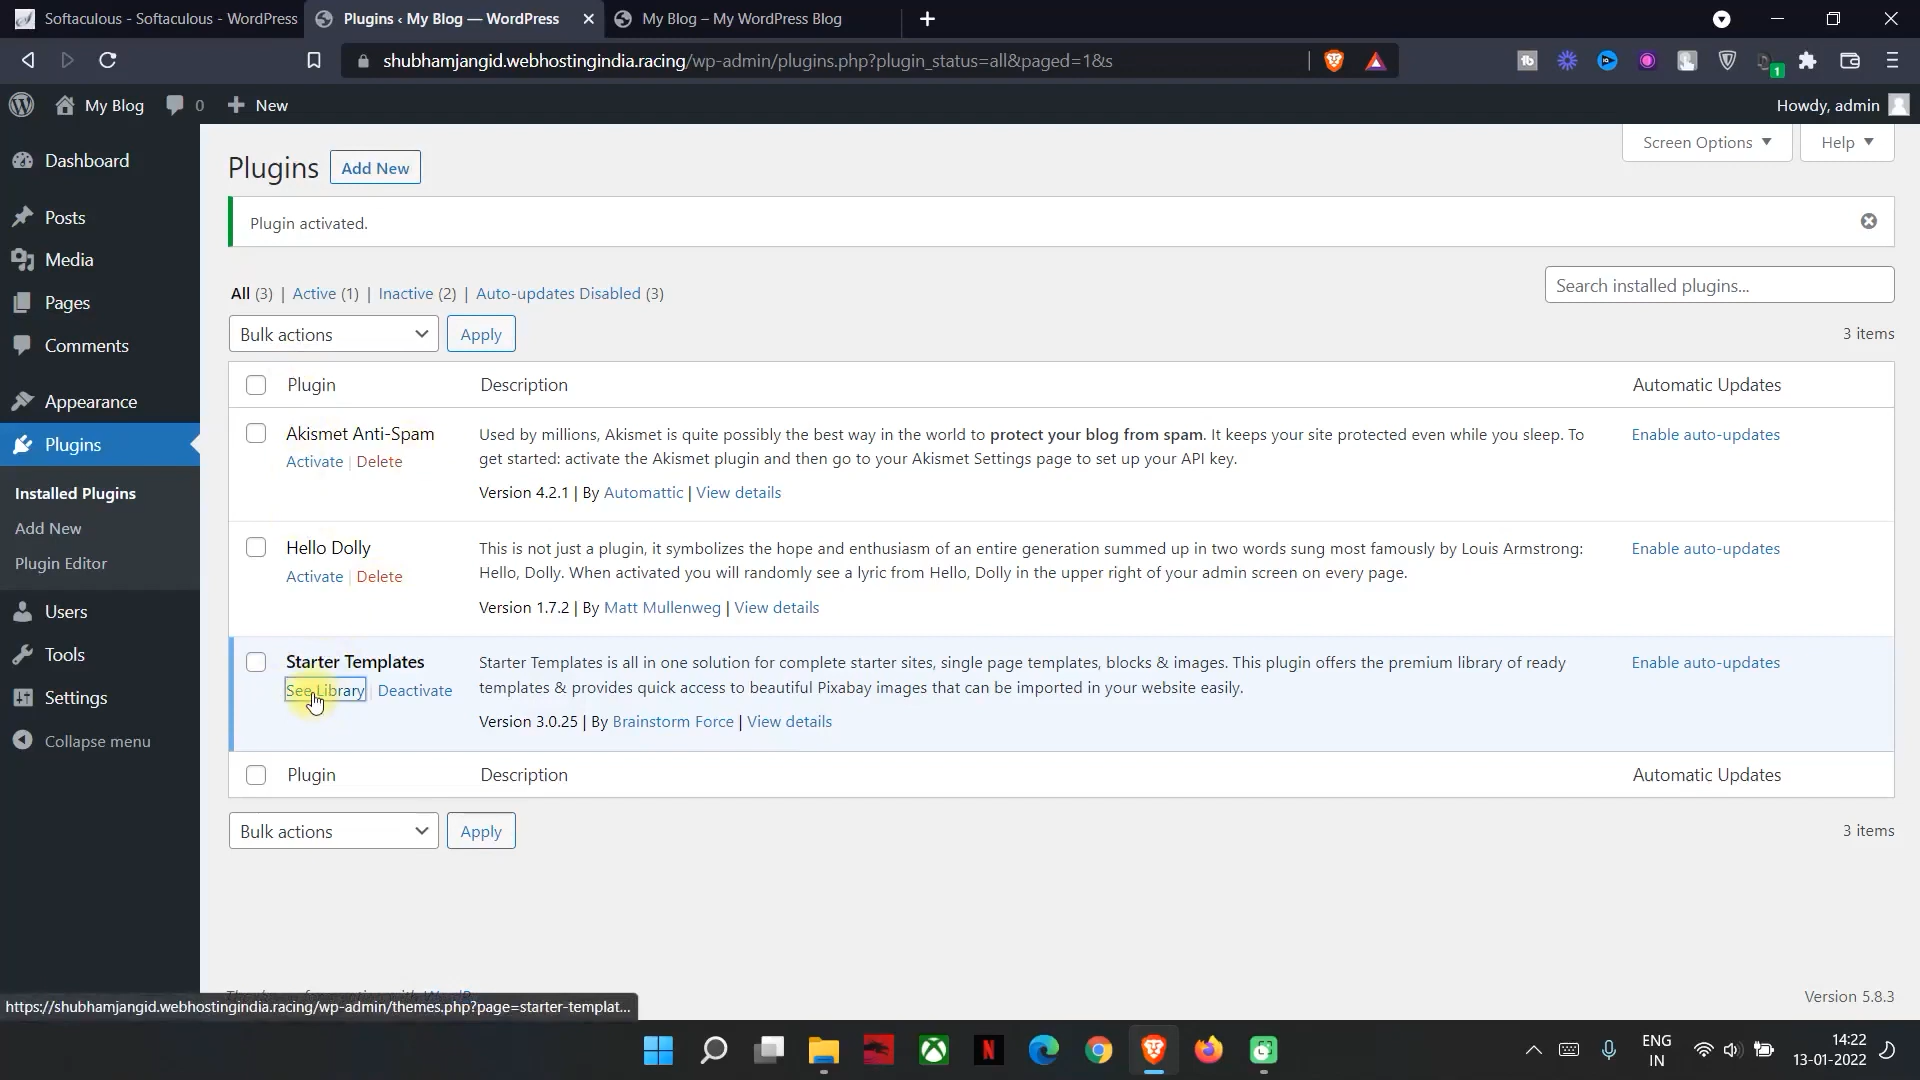 Softaculous - Softaculous - WordPress
Plugins ‹ My Blog — WordPress
My Blog – My WordPress Blog
shubhamjangid.webhostingindia.racing/wp-admin/plugins.php?plugin_status=all&paged=1&s
1
My Blog
0
New
Howdy, admin
Dashboard
Posts
Media
Pages
Comments
Appearance
Plugins
Installed Plugins
Add New
Plugin Editor
Users
Tools
Settings
Collapse menu
Screen Options
Help
Plugins
Add New
Plugin activated.
All (3) | Active (1) | Inactive (2) | Auto-updates Disabled (3)
Search installed plugins...
Bulk actions
Apply
3 items
Plugin
Description
Automatic Updates
Akismet Anti-Spam
Activate | Delete
Used by millions, Akismet is quite possibly the best way in the world to protect your blog from spam. It keeps your site protected even while you sleep. To
get started: activate the Akismet plugin and then go to your Akismet Settings page to set up your API key.
Version 4.2.1 | By Automattic | View details
Enable auto-updates
Hello Dolly
Activate | Delete
This is not just a plugin, it symbolizes the hope and enthusiasm of an entire generation summed up in two words sung most famously by Louis Armstrong:
Hello, Dolly. When activated you will randomly see a lyric from Hello, Dolly in the upper right of your admin screen on every page.
Version 1.7.2 | By Matt Mullenweg | View details
Enable auto-updates
Starter Templates
See Library | Deactivate
Starter Templates is all in one solution for complete starter sites, single page templates, blocks & images. This plugin offers the premium library of ready
templates & provides quick access to beautiful Pixabay images that can be imported in your website easily.
Version 3.0.25 | By Brainstorm Force | View details
Enable auto-updates
Plugin
Description
Automatic Updates
Bulk actions
Apply
3 items
Version 5.8.3
https://shubhamjangid.webhostingindia.racing/wp-admin/themes.php?page=starter-templat...
ENG
IN
14:22
13-01-2022